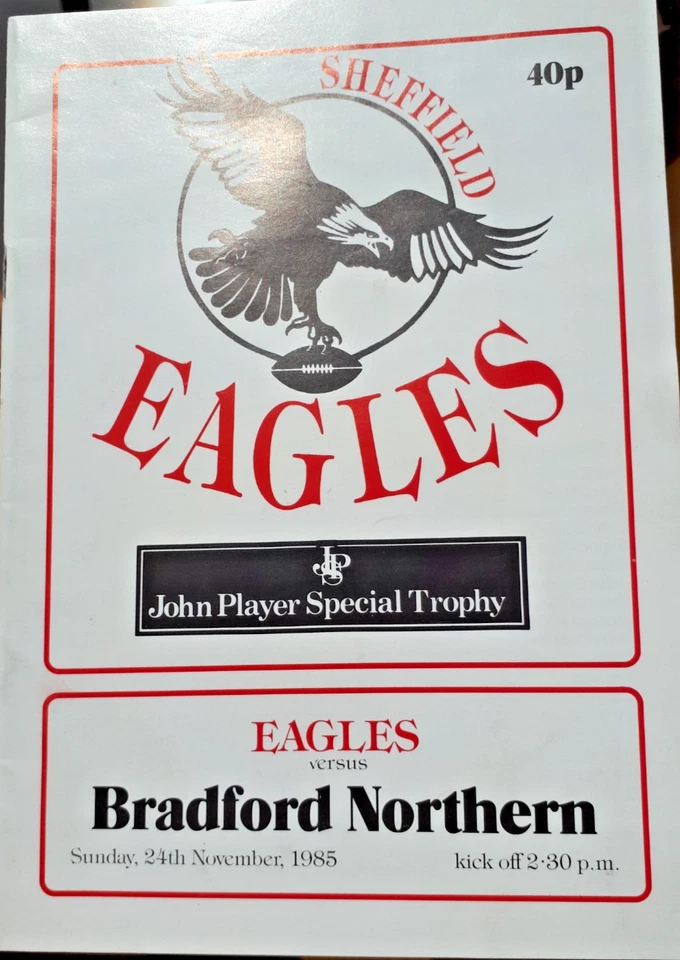 40p
SHEFFIELD
EAGLES
JPS
John Player Special Trophy
EAGLES
versus
Bradford Northern
Sunday, 24th November, 1985
kick off 2·30 p.m.